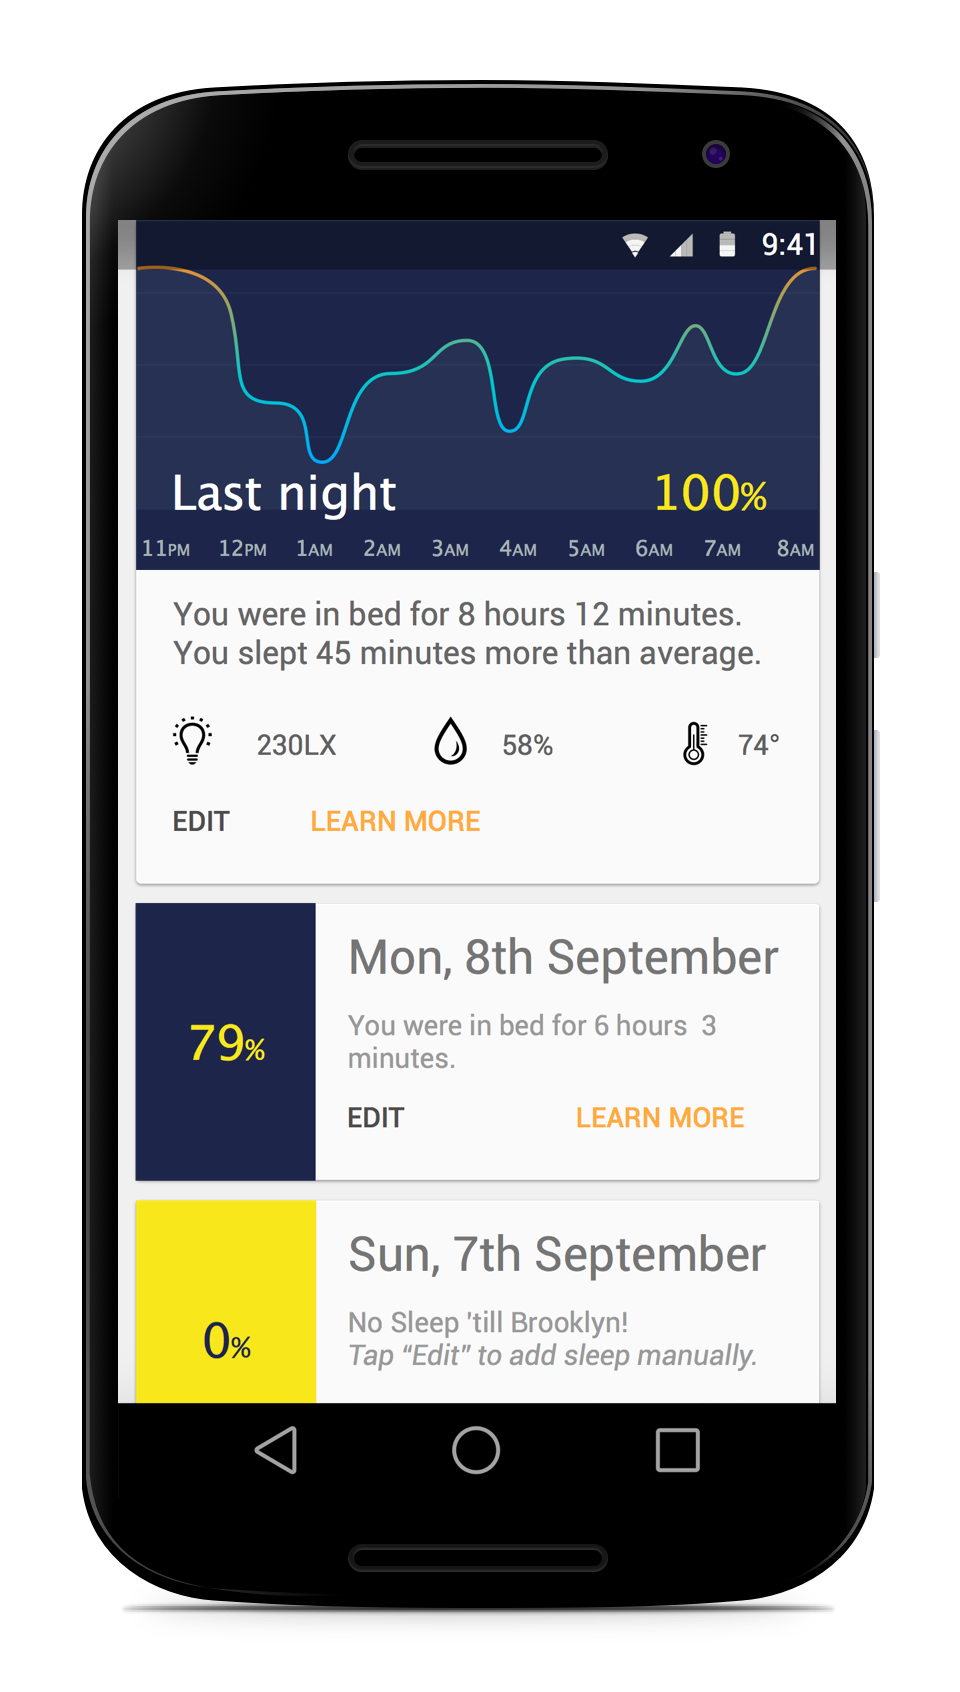 9:41
Last night 100%
11PM 12PM 1AM 2AM 3AM 4AM 5AM 6AM 7AM 8AM
You were in bed for 8 hours 12 minutes.
You slept 45 minutes more than average.
230LX 58% 74°
EDIT LEARN MORE
79%
Mon, 8th September
You were in bed for 6 hours  3
minutes.
EDIT LEARN MORE
0%
Sun, 7th September
No Sleep 'till Brooklyn!
Tap “Edit” to add sleep manually.